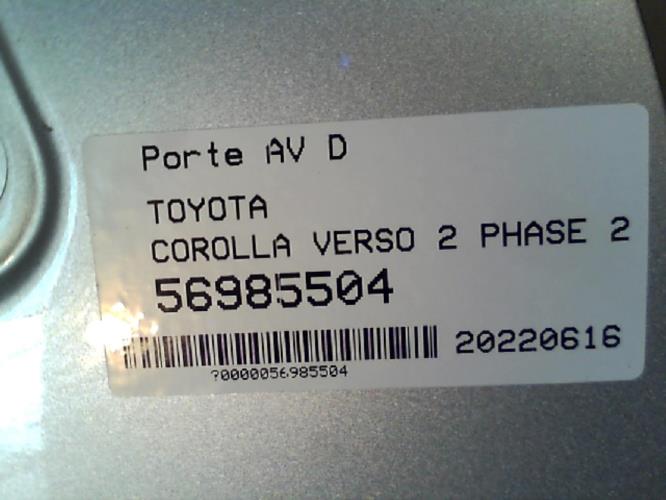 Porte AV D
TOYOTA
COROLLA VERSO 2 PHASE 2
56985504
20220616
?0000056985504